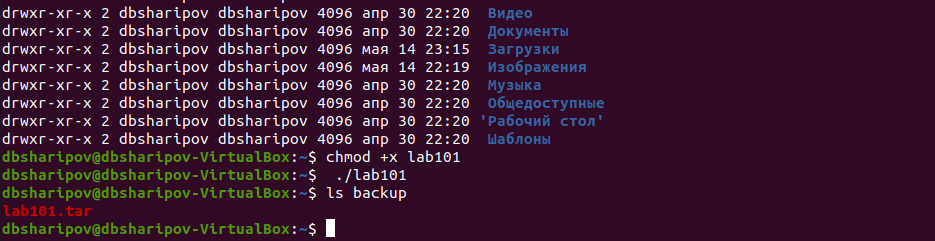 drwxr-xr-x 2 dbsharipov dbsharipov 4096 апр 30 22:20  Видео
drwxr-xr-x 2 dbsharipov dbsharipov 4096 апр 30 22:20  Документы
drwxr-xr-x 2 dbsharipov dbsharipov 4096 мая 14 23:15  Загрузки
drwxr-xr-x 2 dbsharipov dbsharipov 4096 мая 14 22:19  Изображения
drwxr-xr-x 2 dbsharipov dbsharipov 4096 апр 30 22:20  Музыка
drwxr-xr-x 2 dbsharipov dbsharipov 4096 апр 30 22:20  Общедоступные
drwxr-xr-x 2 dbsharipov dbsharipov 4096 апр 30 22:20 'Рабочий стол'
drwxr-xr-x 2 dbsharipov dbsharipov 4096 апр 30 22:20  Шаблоны
dbsharipov@dbsharipov-VirtualBox:~$ chmod +x lab101
dbsharipov@dbsharipov-VirtualBox:~$  ./lab101
dbsharipov@dbsharipov-VirtualBox:~$ ls backup
lab101.tar
dbsharipov@dbsharipov-VirtualBox:~$